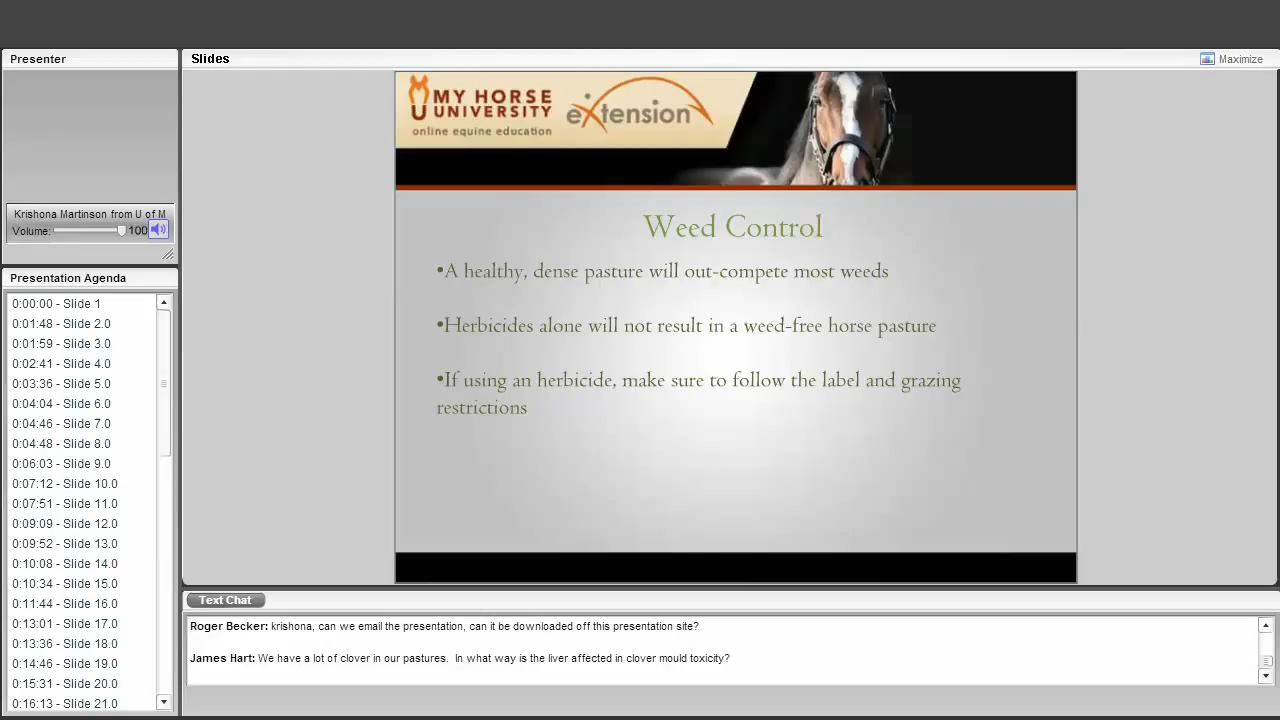 Presenter
Krishona Martinson from U of M
Volume: 100
Presentation Agenda
0:00:00 - Slide 1
0:01:48 - Slide 2.0
0:01:59 - Slide 3.0
0:02:41 - Slide 4.0
0:03:36 - Slide 5.0
0:04:04 - Slide 6.0
0:04:46 - Slide 7.0
0:04:48 - Slide 8.0
0:06:03 - Slide 9.0
0:07:12 - Slide 10.0
0:07:51 - Slide 11.0
0:09:09 - Slide 12.0
0:09:52 - Slide 13.0
0:10:08 - Slide 14.0
0:10:34 - Slide 15.0
0:11:44 - Slide 16.0
0:13:01 - Slide 17.0
0:13:36 - Slide 18.0
0:14:46 - Slide 19.0
0:15:31 - Slide 20.0
0:16:13 - Slide 21.0
Slides
Maximize
MY HORSE
UNIVERSITY
online equine education
eXtension
Weed Control
•A healthy, dense pasture will out-compete most weeds
•Herbicides alone will not result in a weed-free horse pasture
•If using an herbicide, make sure to follow the label and grazing
restrictions
Text Chat
Roger Becker: krishona, can we email the presentation, can it be downloaded off this presentation site?
James Hart: We have a lot of clover in our pastures.  In what way is the liver affected in clover mould toxicity?